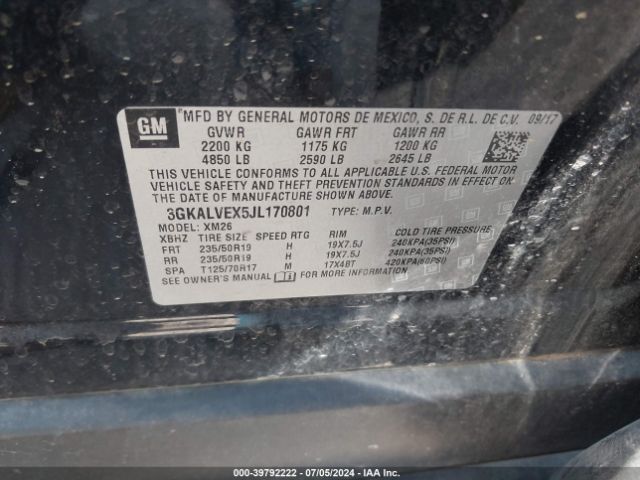 GM
MFD BY GENERAL MOTORS DE MEXICO, S. DE R.L. DE C.V. 09/17
GVWR GAWR FRT GAWR RR
2200 KG 1175 KG 1200 KG
4850 LB 2590 LB 2645 LB
THIS VEHICLE CONFORMS TO ALL APPLICABLE U.S. FEDERAL MOTOR
VEHICLE SAFETY AND THEFT PREVENTION STANDARDS IN EFFECT ON
THE DATE OF MANUFACTURE SHOWN ABOVE.
3GKALVEX5JL170801 TYPE: M.P.V.
MODEL: XM26
XBHZ TIRE SIZE SPEED RTG RIM COLD TIRE PRESSURE
FRT 235/50R19 H 19X7.5J 240KPA(35PSI)
RR 235/50R19 H 19X7.5J 240KPA(35PSI)
SPA T125/70R17 M 17X4BT 420KPA(60PSI)
SEE OWNER'S MANUAL FOR MORE INFORMATION.
000-39792222 - 07/05/2024 - IAA Inc.